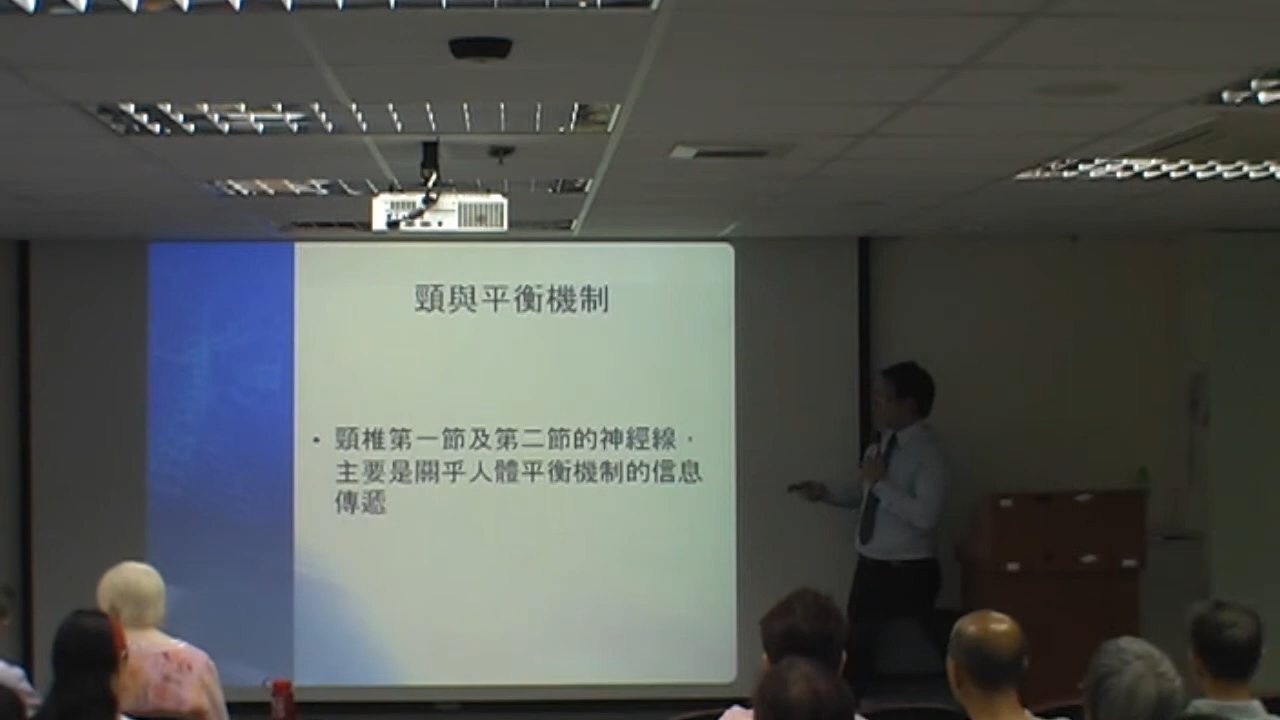 頸與平衡機制
• 頸椎第一節及第二節的神經線，
主要是關乎人體平衡機制的信息
傳遞